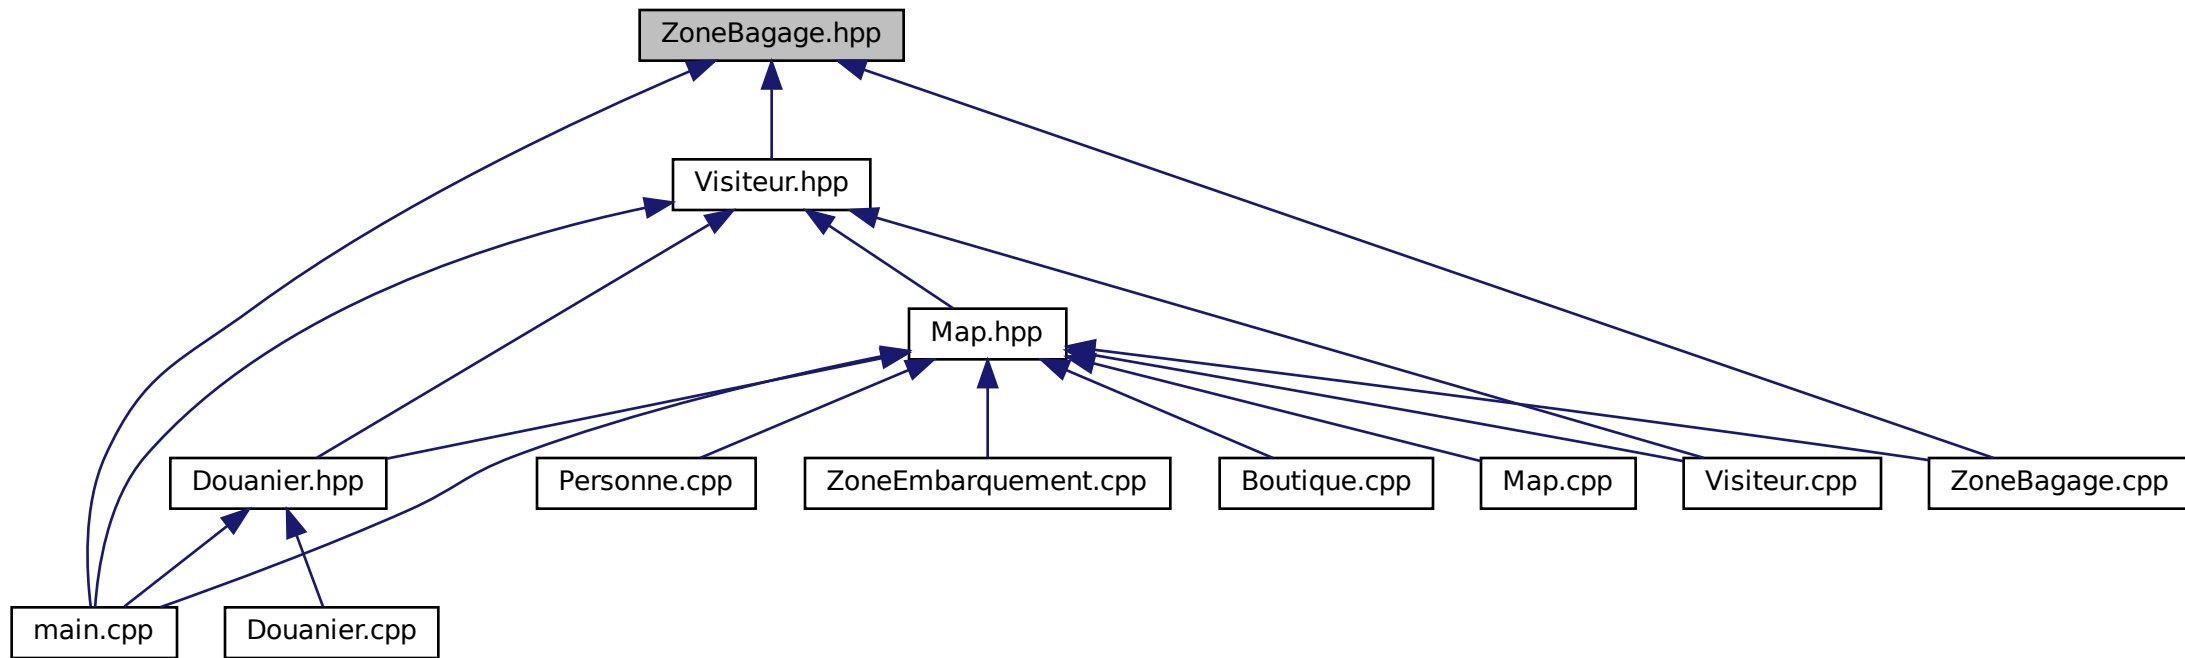 ZoneBagage.hpp
Visiteur.hpp
Map.hpp
Douanier.hpp
Personne.cpp
ZoneEmbarquement.cpp
Boutique.cpp
Map.cpp
Visiteur.cpp
ZoneBagage.cpp
main.cpp
Douanier.cpp